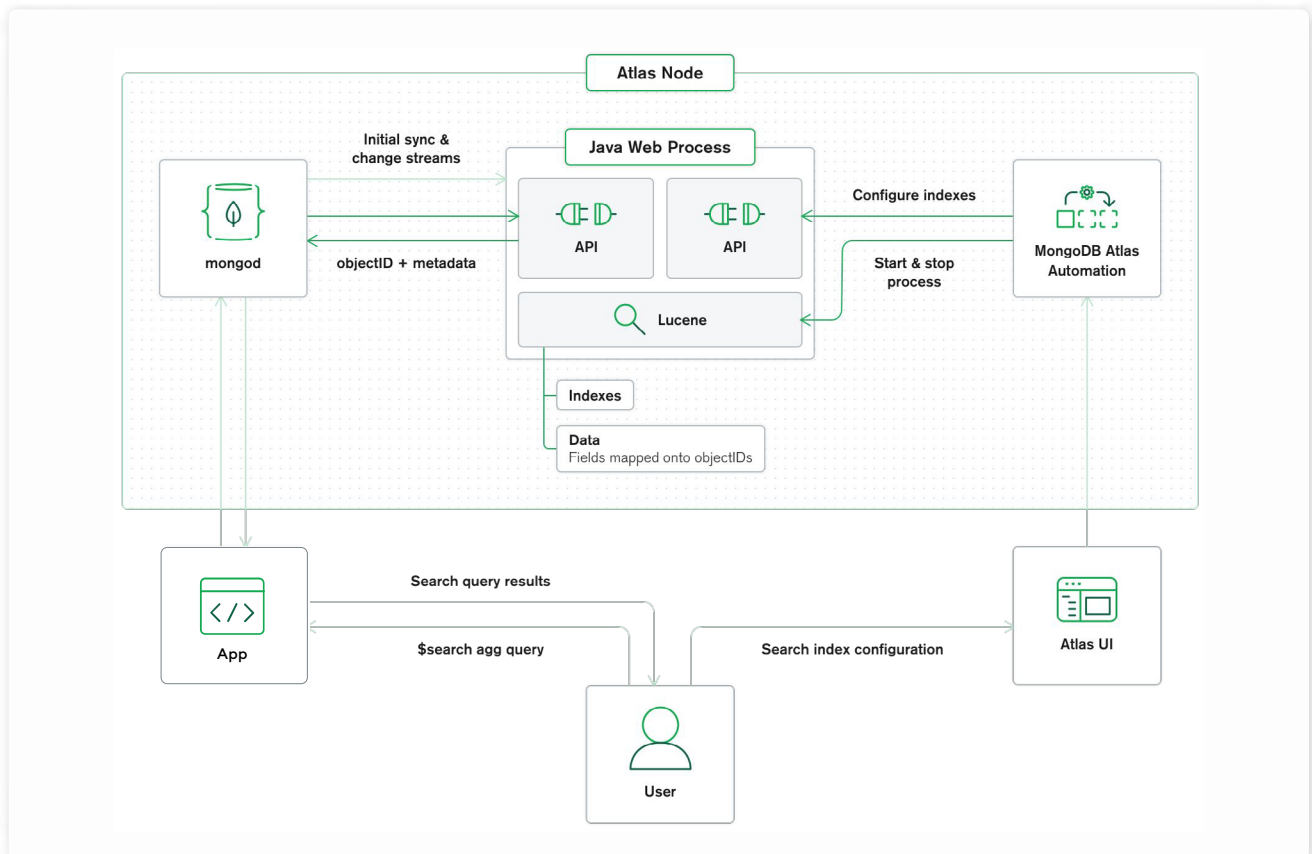 Atlas Node
Initial sync &
change streams
Java Web Process
mongod
objectID + metadata
API
API
Lucene
Configure indexes
Start & stop
process
MongoDB Atlas
Automation
Indexes
Data
Fields mapped onto objectIDs
Search query results
$search agg query
Search index configuration
</>
App
Atlas UI
User